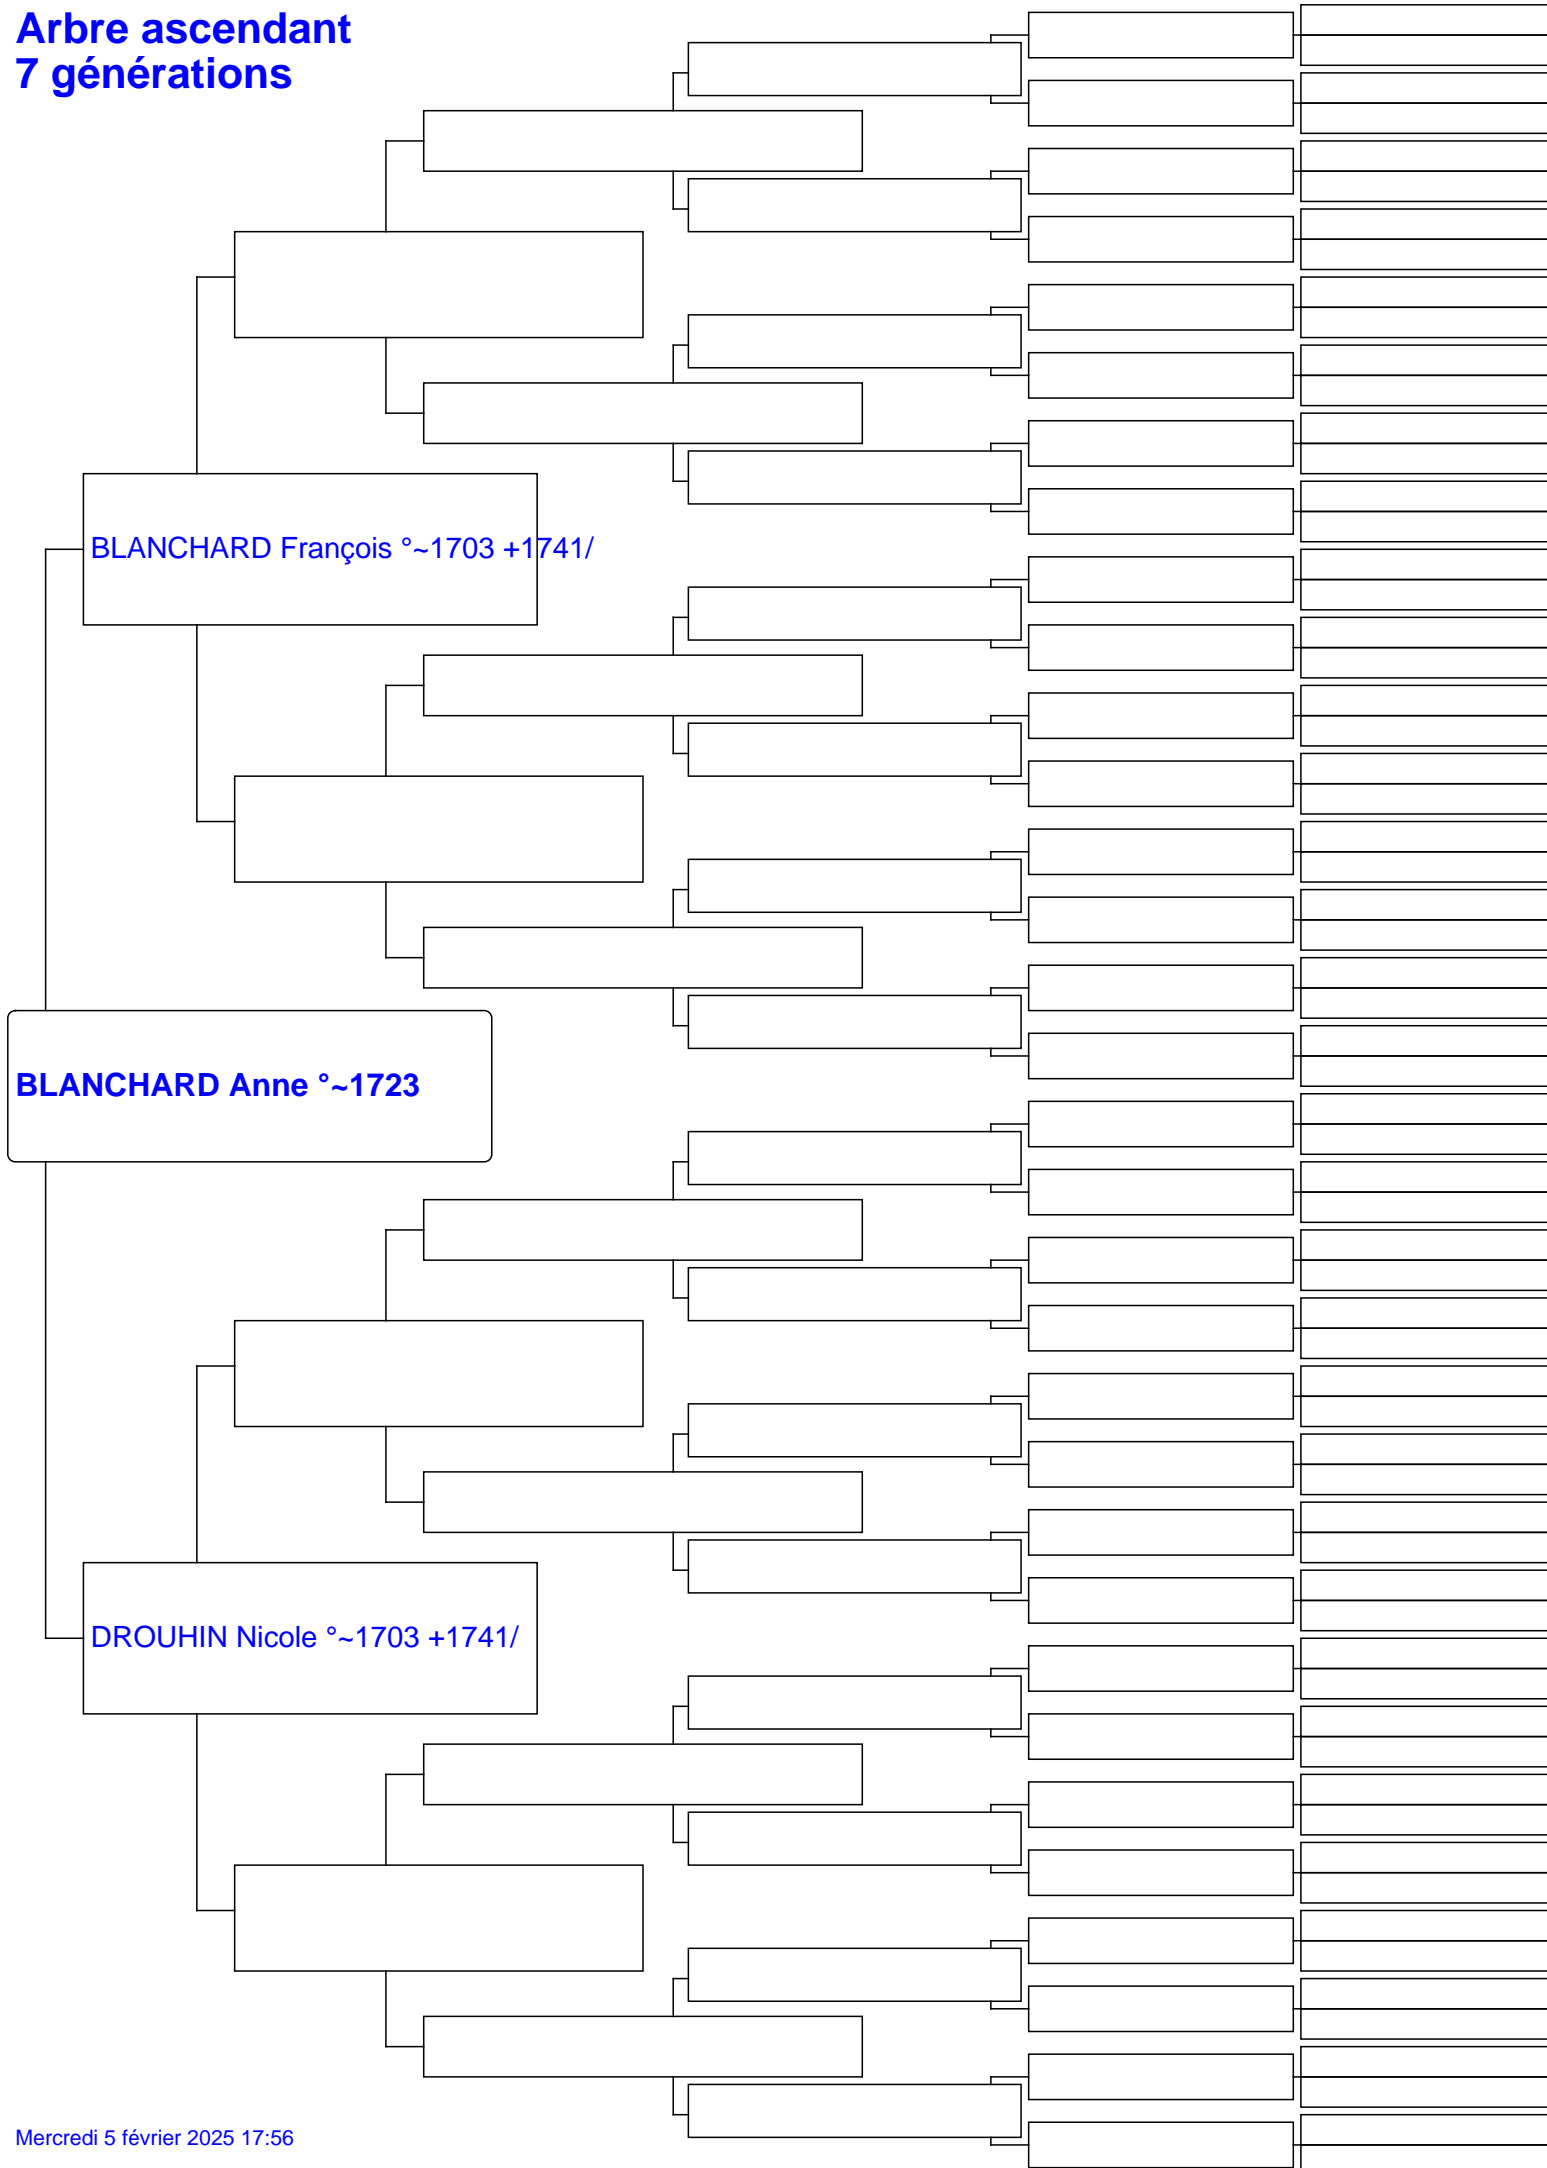 Arbre ascendant
7 générations
BLANCHARD François °~1703 +1741/
BLANCHARD Anne °~1723
DROUHIN Nicole °~1703 +1741/
Mercredi 5 février 2025 17:56